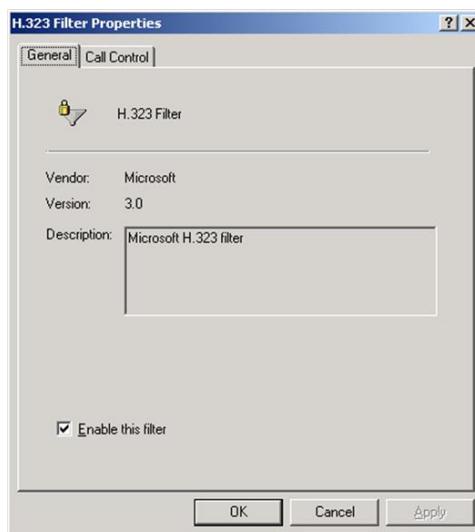 H.323 Filter Properties
General Call Control
H.323 Filter
Vendor: Microsoft
Version: 3.0
Description: Microsoft H.323 filter
Enable this filter
OK Cancel Apply